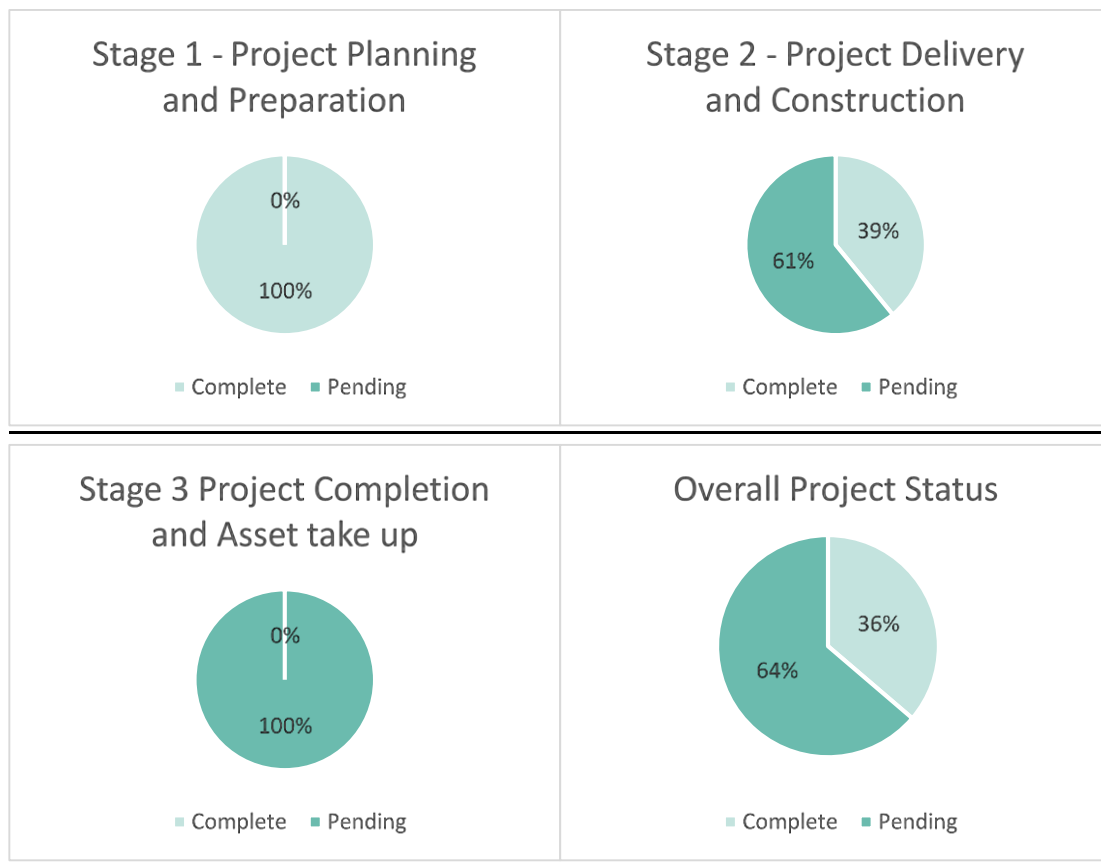 Stage 1 - Project Planning
and Preparation
0%
100%
Complete Pending
Stage 2 - Project Delivery
and Construction
39%
61%
Complete Pending
Stage 3 Project Completion
and Asset take up
0%
100%
Complete Pending
Overall Project Status
36%
64%
Complete Pending